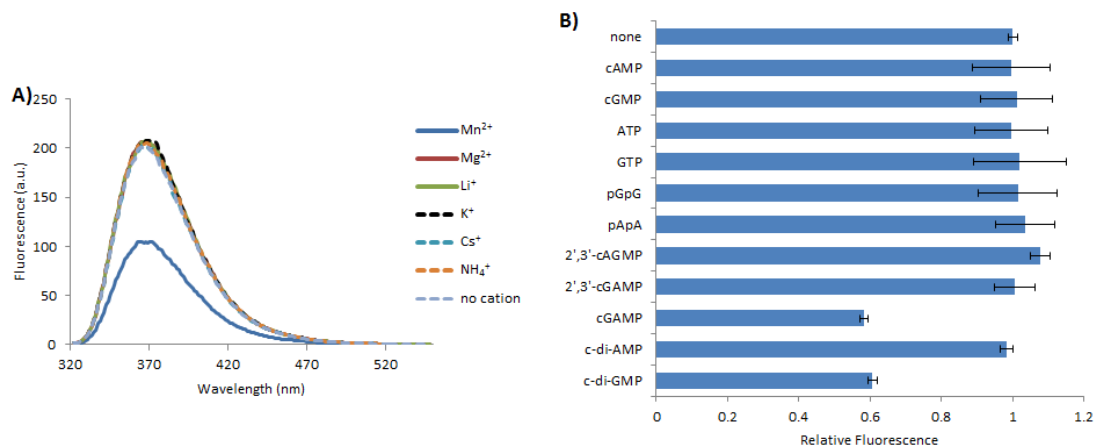 A)
250
200
150
100
50
0
320
370
420
470
520
Fluorescence (a.u.)
Wavelength (nm)
Mn²⁺
Mg²⁺
Li⁺
K⁺
Cs⁺
NH₄⁺
no cation
B)
none
cAMP
cGMP
ATP
GTP
pGpG
pApA
2',3'-cAGMP
2',3'-cGAMP
cGAMP
c-di-AMP
c-di-GMP
0
0.2
0.4
0.6
0.8
1
1.2
Relative Fluorescence